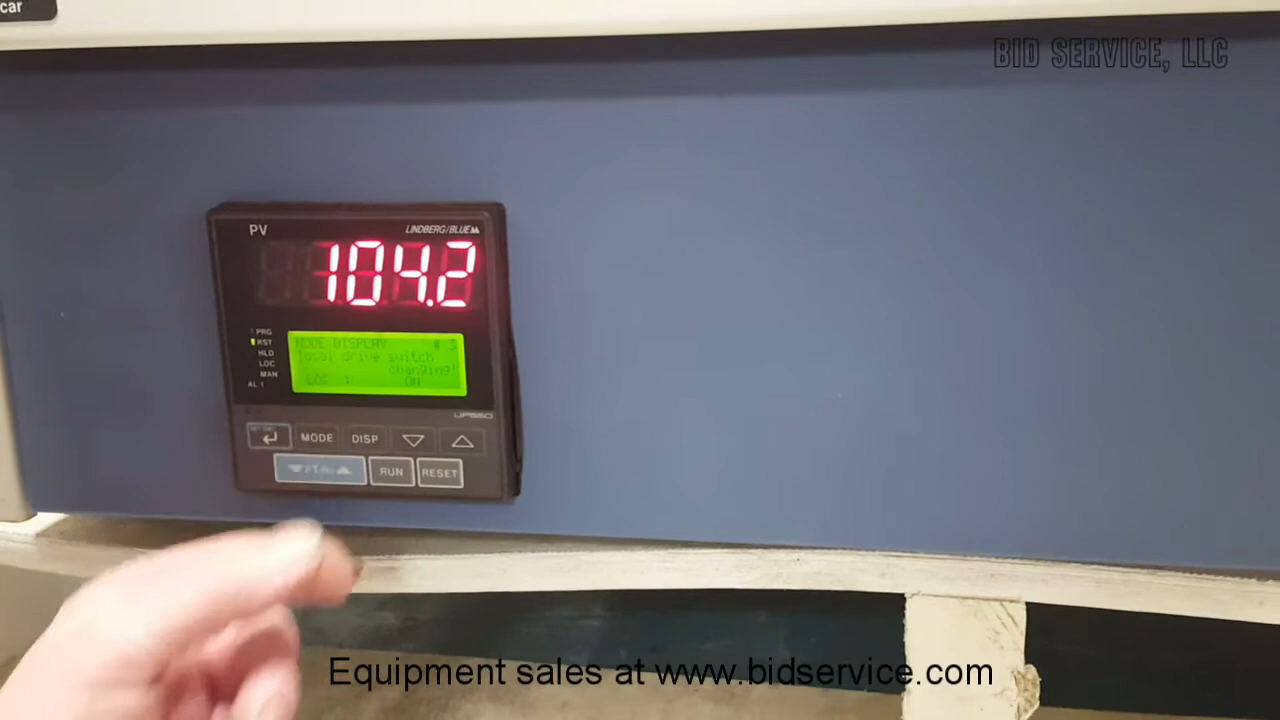 car
BID SERVICE, LLC
PV
LINDBERG/BLUE M
104.2
PRG
RST
HLD
LOC
MAN
AL 1
MODE DISPLAY
local drive switch
changing!
ON
UP550
MODE
DISP
RUN
RESET
Equipment sales at www.bidservice.com